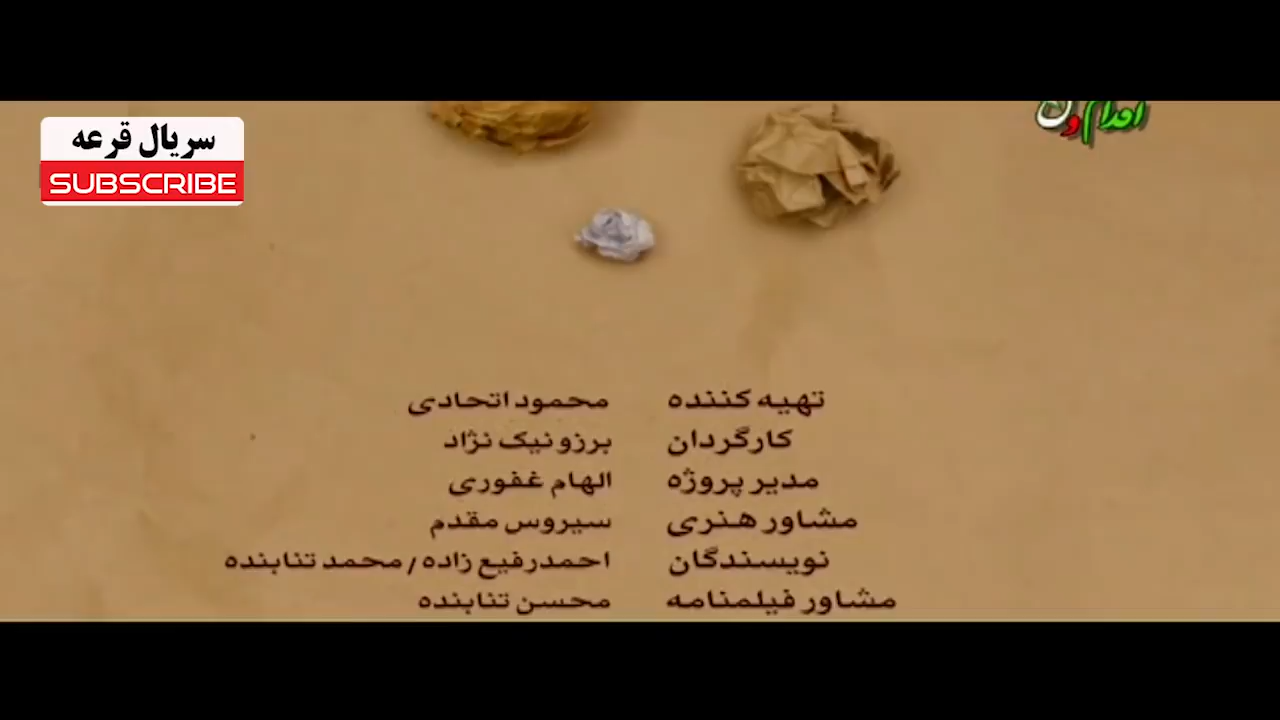 سریال قرعه
SUBSCRIBE
اقدام و
تهیه کننده محمود اتحادی
کارگردان برزو نیک نژاد
مدیر پروژه الهام غفوری
مشاور هنری سیروس مقدم
نویسندگان احمدرفیع زاده / محمد تنابنده
مشاور فیلمنامه محسن تنابنده